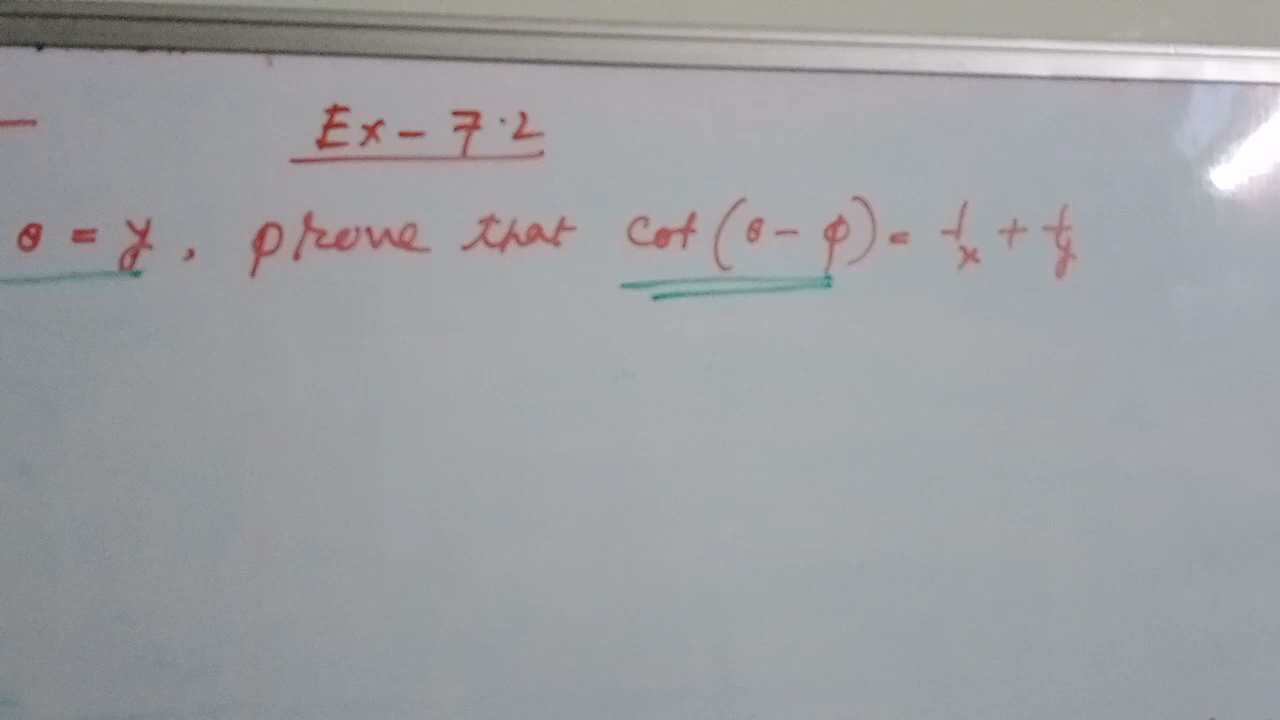 Ex - 7.2
θ = y, prove that cot (θ - φ) = 1/x + 1/y